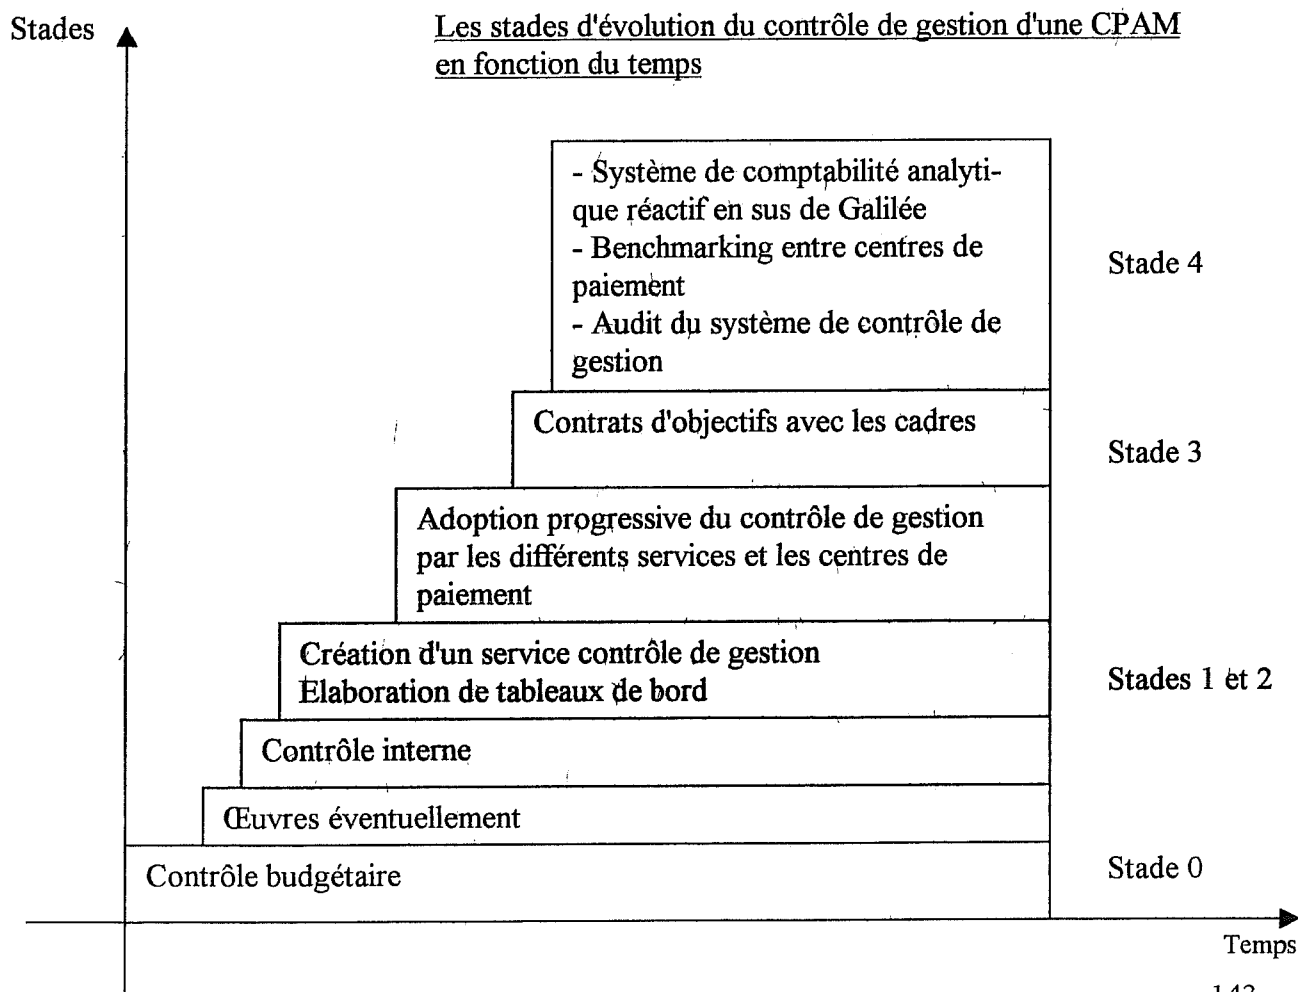 Stades
Les stades d'évolution du contrôle de gestion d'une CPAM
en fonction du temps
- Système de comptabilité analyti-
que réactif en sus de Galilée
- Benchmarking entre centres de
paiement
- Audit du système de contrôle de
gestion
Stade 4
Contrats d'objectifs avec les cadres
Stade 3
Adoption progressive du contrôle de gestion
par les différents services et les centres de
paiement
Création d'un service contrôle de gestion
Elaboration de tableaux de bord
Stades 1 et 2
Contrôle interne
Œuvres éventuellement
Contrôle budgétaire
Stade 0
Temps